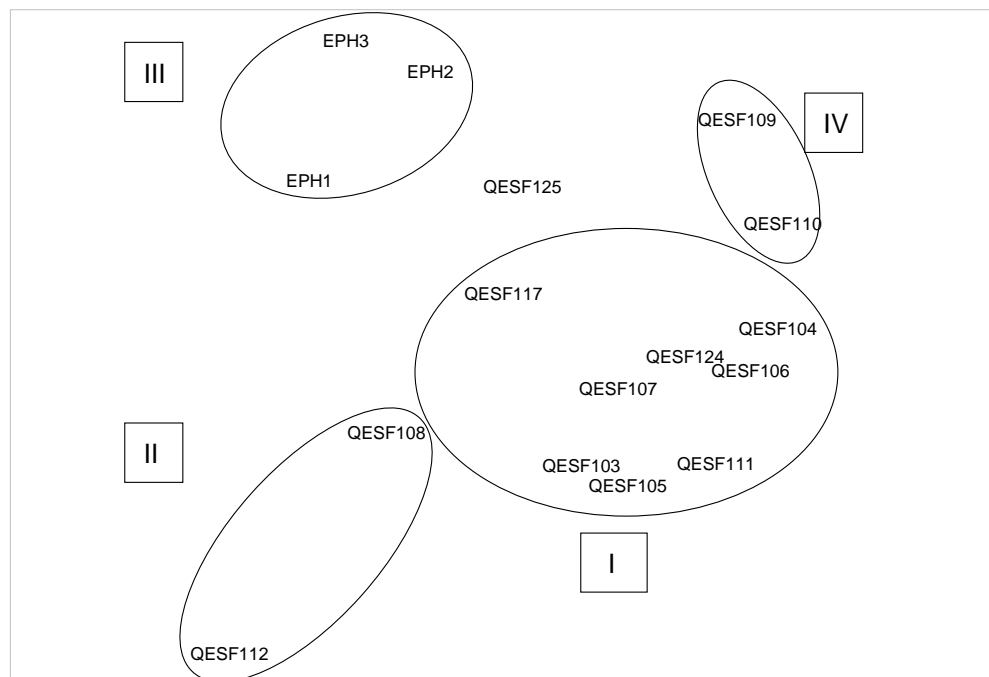 EPH3
III
EPH2
QESF109
IV
EPH1
QESF125
QESF110
QESF117
QESF104
QESF124
QESF106
QESF107
QESF108
II
QESF103
QESF111
QESF105
I
QESF112